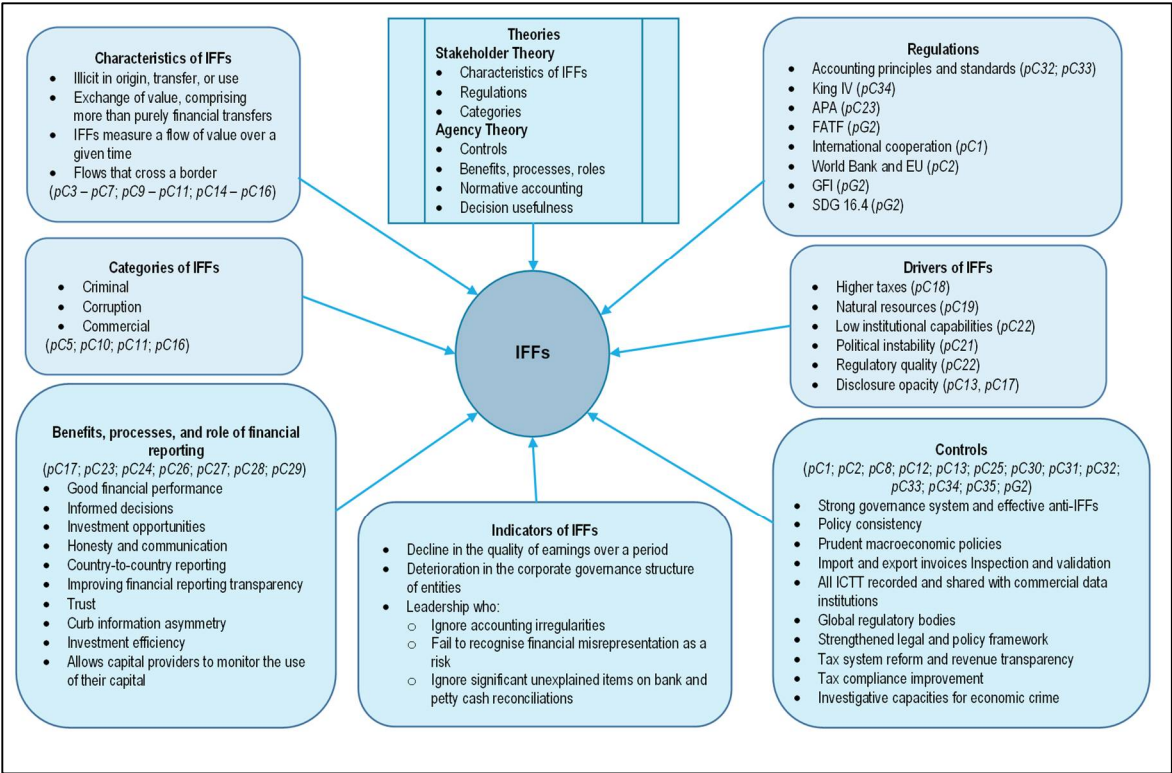 Characteristics of IFFs
• Illicit in origin, transfer, or use
• Exchange of value, comprising
more than purely financial transfers
• IFFs measure a flow of value over a
given time
• Flows that cross a border
(pC3 – pC7; pC9 – pC11; pC14 – pC16)
Theories
Stakeholder Theory
• Characteristics of IFFs
• Regulations
• Categories
Agency Theory
• Controls
• Benefits, processes, roles
• Normative accounting
• Decision usefulness
Regulations
• Accounting principles and standards (pC32; pC33)
• King IV (pC34)
• APA (pC23)
• FATF (pG2)
• International cooperation (pC1)
• World Bank and EU (pC2)
• GFI (pG2)
• SDG 16.4 (pG2)
Categories of IFFs
• Criminal
• Corruption
• Commercial
(pC5; pC10; pC11; pC16)
IFFs
Drivers of IFFs
• Higher taxes (pC18)
• Natural resources (pC19)
• Low institutional capabilities (pC22)
• Political instability (pC21)
• Regulatory quality (pC22)
• Disclosure opacity (pC13, pC17)
Benefits, processes, and role of financial
reporting
(pC17; pC23; pC24; pC26; pC27; pC28; pC29)
• Good financial performance
• Informed decisions
• Investment opportunities
• Honesty and communication
• Country-to-country reporting
• Improving financial reporting transparency
• Trust
• Curb information asymmetry
• Investment efficiency
• Allows capital providers to monitor the use
of their capital
Indicators of IFFs
• Decline in the quality of earnings over a period
• Deterioration in the corporate governance structure
of entities
• Leadership who:
o Ignore accounting irregularities
o Fail to recognise financial misrepresentation as a
risk
o Ignore significant unexplained items on bank and
petty cash reconciliations
Controls
(pC1; pC2; pC8; pC12; pC13; pC25; pC30; pC31; pC32;
pC33; pC34; pC35; pG2)
• Strong governance system and effective anti-IFFs
• Policy consistency
• Prudent macroeconomic policies
• Import and export invoices Inspection and validation
• All ICTT recorded and shared with commercial data
institutions
• Global regulatory bodies
• Strengthened legal and policy framework
• Tax system reform and revenue transparency
• Tax compliance improvement
• Investigative capacities for economic crime